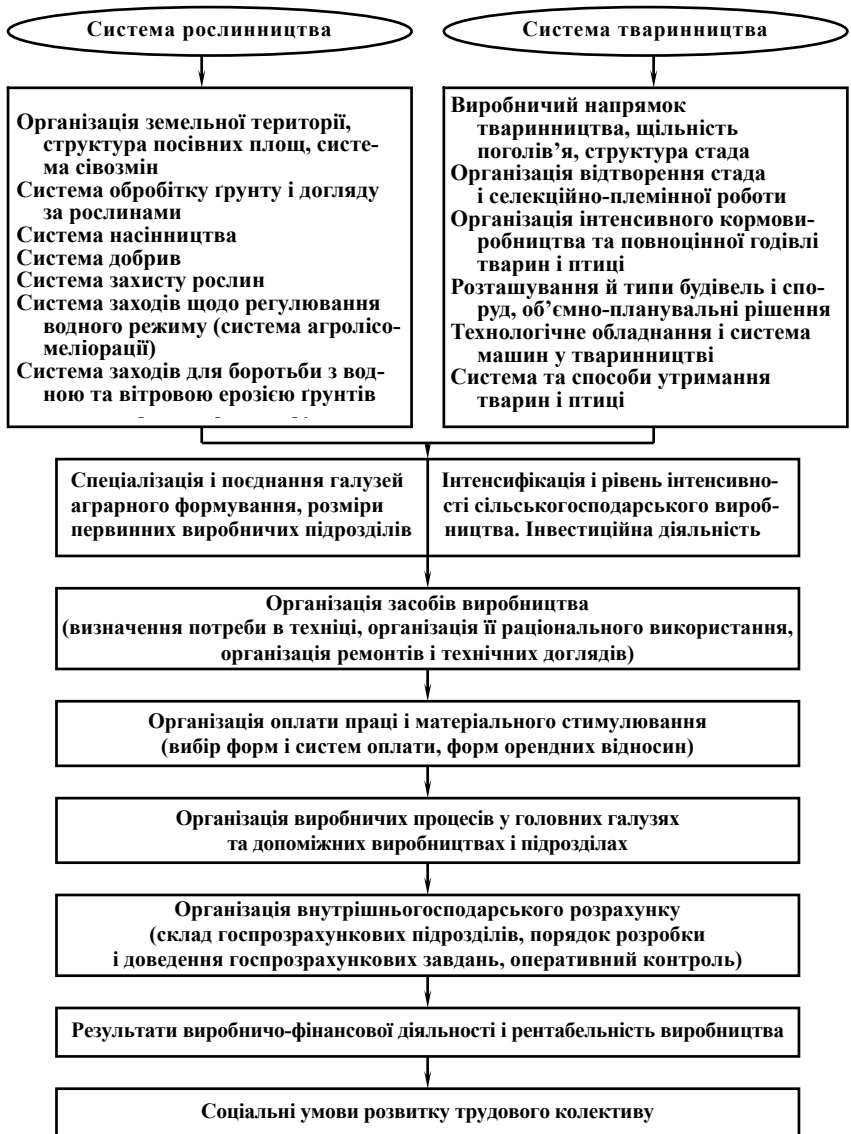 Система рослинництва
Система тваринництва
Організація земельної території,
структура посівних площ, систе-
ма сівозмін
Система обробітку ґрунту і догляду
за рослинами
Система насінництва
Система добрив
Система захисту рослин
Система заходів щодо регулювання
водного режиму (система агролісо-
меліорації)
Система заходів для боротьби з вод-
ною та вітровою ерозією ґрунтів
Виробничий напрямок
тваринництва, щільність
поголів’я, структура стада
Організація відтворення стада
і селекційно-племінної роботи
Організація інтенсивного кормови-
робництва та повноцінної годівлі
тварин і птиці
Розташування й типи будівель і спо-
руд, об’ємно-планувальні рішення
Технологічне обладнання і система
машин у тваринництві
Система та способи утримання
тварин і птиці
Спеціалізація і поєднання галузей
аграрного формування, розміри
первинних виробничих підрозділів
Інтенсифікація і рівень інтенсивно-
сті сільськогосподарського вироб-
ництва. Інвестиційна діяльність
Організація засобів виробництва
(визначення потреби в техніці, організація її раціонального використання,
організація ремонтів і технічних доглядів)
Організація оплати праці і матеріального стимулювання
(вибір форм і систем оплати, форм орендних відносин)
Організація виробничих процесів у головних галузях
та допоміжних виробництвах і підрозділах
Організація внутрішньогосподарського розрахунку
(склад госпрозрахункових підрозділів, порядок розробки
і доведення госпрозрахункових завдань, оперативний контроль)
Результати виробничо-фінансової діяльності і рентабельність виробництва
Соціальні умови розвитку трудового колективу